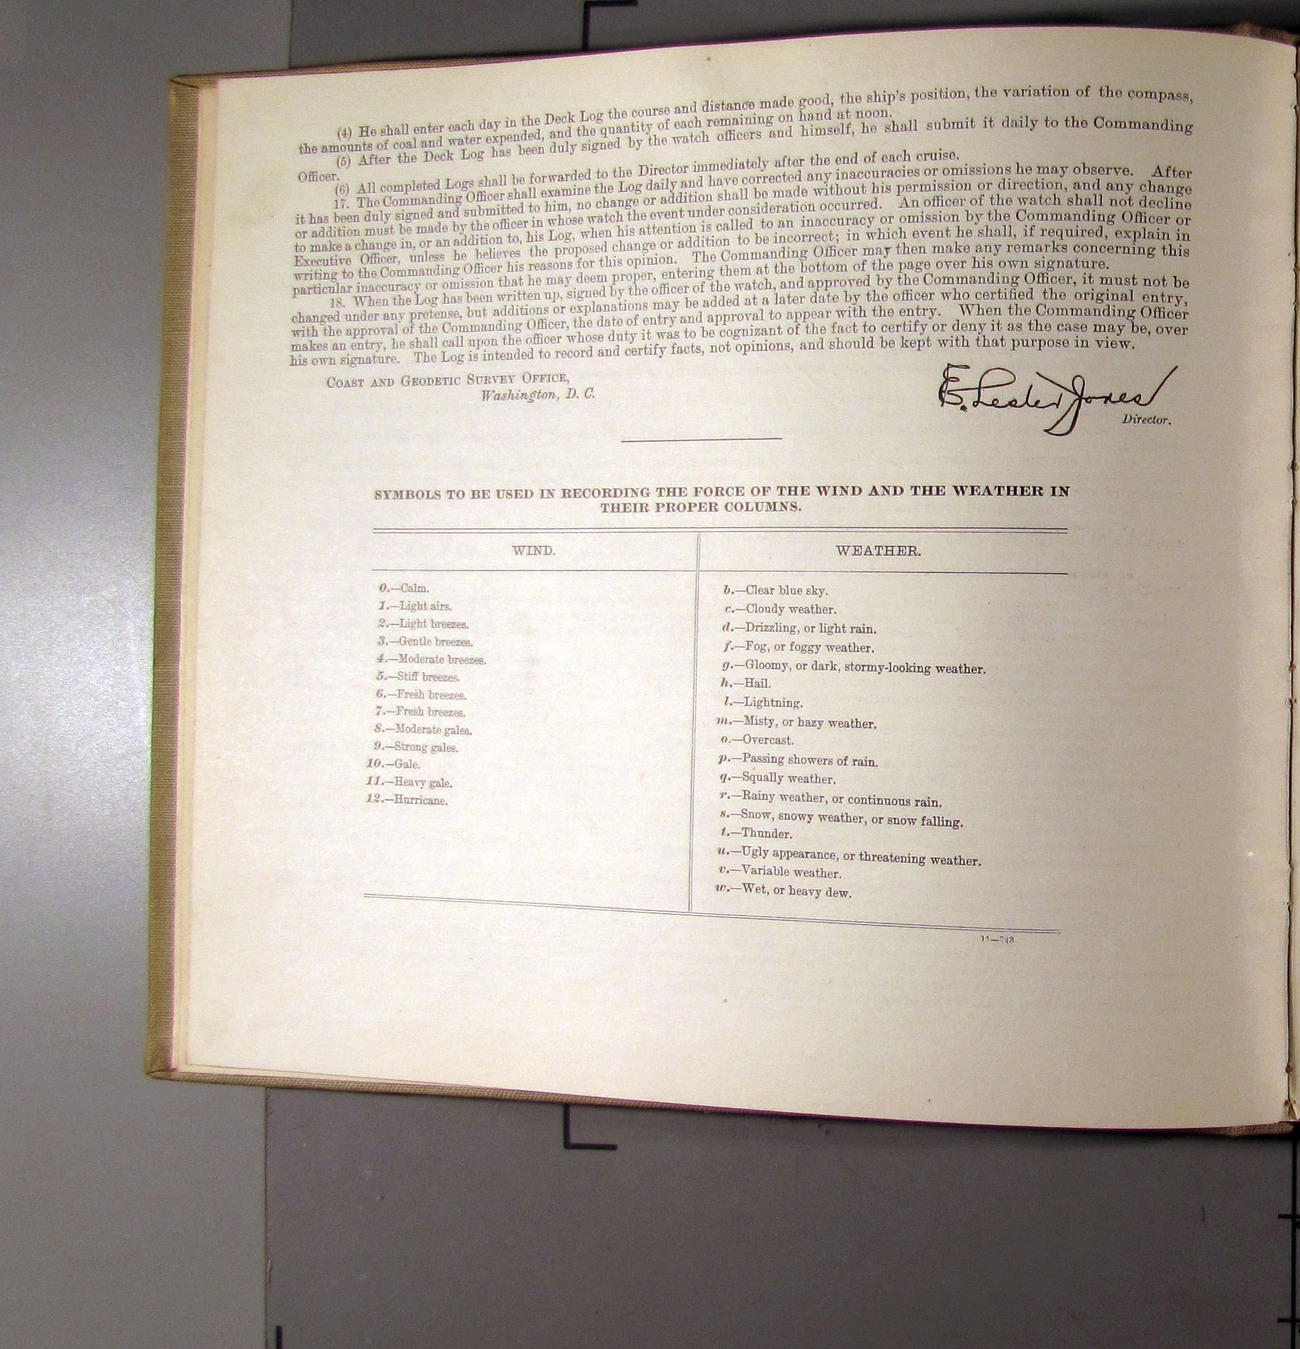 (4) He shall enter each day in the Deck Log the course and distance made good, the ship's position, the variation of the compass,
the amounts of coal and water expended, and the quantity of each remaining on hand at noon.
(5) After the Deck Log has been duly signed by the watch officers and himself, he shall submit it daily to the Commanding
Officer.
(6) All completed Logs shall be forwarded to the Director immediately after the end of each cruise.
17. The Commanding Officer shall examine the Log daily and have corrected any inaccuracies or omissions he may observe. After
it has been duly signed and submitted to him, no change or addition shall be made without his permission or direction, and any change
or addition must be made by the officer in whose watch the event under consideration occurred. An officer of the watch shall not decline
to make a change in, or an addition to, his Log, when his attention is called to an inaccuracy or omission by the Commanding Officer or
Executive Officer, unless he believes the proposed change or addition to be incorrect; in which event he shall, if required, explain in
writing to the Commanding Officer his reasons for this opinion. The Commanding Officer may then make any remarks concerning this
particular inaccuracy or omission that he may deem proper, entering them at the bottom of the page over his own signature.
18. When the Log has been written up, signed by the officer of the watch, and approved by the Commanding Officer, it must not be
changed under any pretense, but additions or explanations may be added at a later date by the officer who certified the original entry,
with the approval of the Commanding Officer, the date of entry and approval to appear with the entry. When the Commanding Officer
makes an entry, he shall call upon the officer whose duty it was to be cognizant of the fact to certify or deny it as the case may be, over
his own signature. The Log is intended to record and certify facts, not opinions, and should be kept with that purpose in view.
COAST AND GEODETIC SURVEY OFFICE,
Washington, D. C.
E. Lester Jones
Director.
SYMBOLS TO BE USED IN RECORDING THE FORCE OF THE WIND AND THE WEATHER IN
THEIR PROPER COLUMNS.
WIND.
0.—Calm.
1.—Light airs.
2.—Light breezes.
3.—Gentle breezes.
4.—Moderate breezes.
5.—Stiff breezes.
6.—Fresh breezes.
7.—Fresh breezes.
8.—Moderate gales.
9.—Strong gales.
10.—Gale.
11.—Heavy gale.
12.—Hurricane.
WEATHER.
b.—Clear blue sky.
c.—Cloudy weather.
d.—Drizzling, or light rain.
f.—Fog, or foggy weather.
g.—Gloomy, or dark, stormy-looking weather.
h.—Hail.
l.—Lightning.
m.—Misty, or hazy weather.
o.—Overcast.
p.—Passing showers of rain.
q.—Squally weather.
r.—Rainy weather, or continuous rain.
s.—Snow, snowy weather, or snow falling.
t.—Thunder.
u.—Ugly appearance, or threatening weather.
v.—Variable weather.
w.—Wet, or heavy dew.
11—743